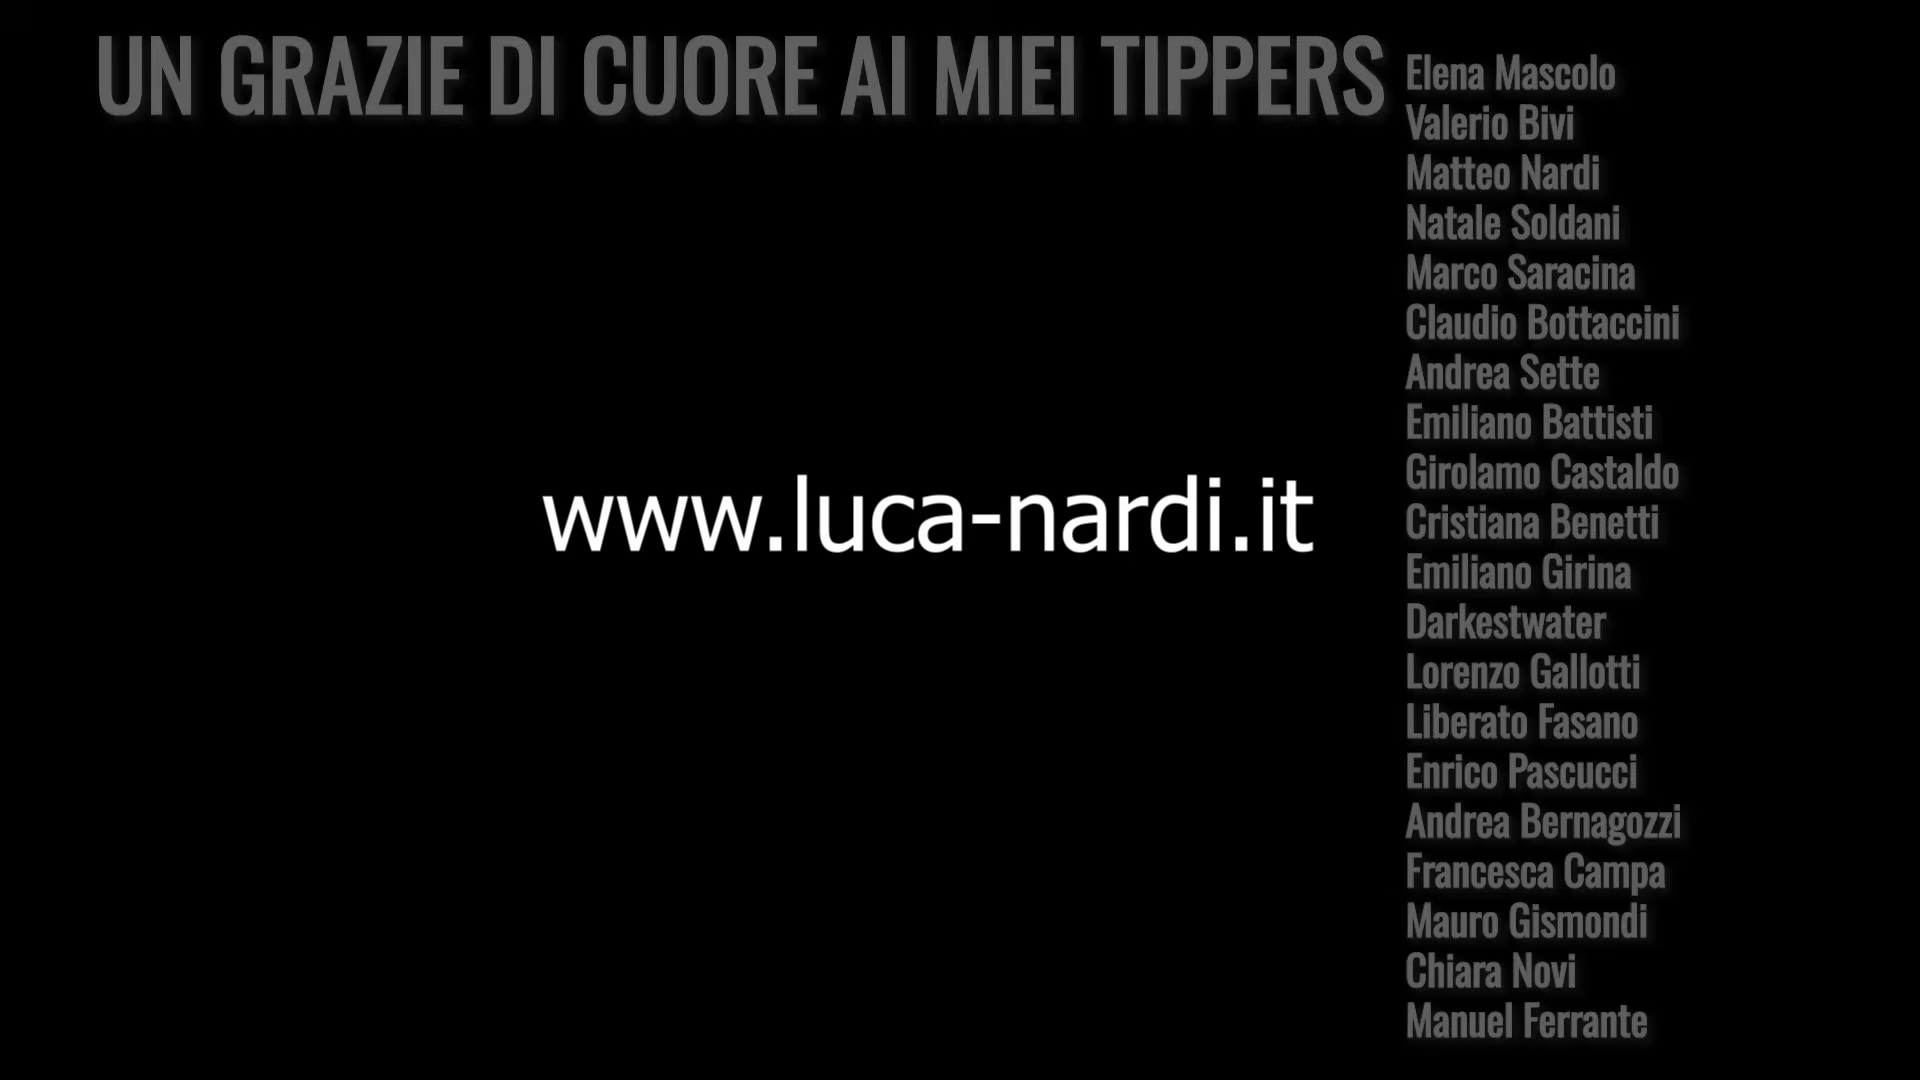 UN GRAZIE DI CUORE AI MIEI TIPPERS
www.luca-nardi.it
Elena Mascolo
Valerio Bivi
Matteo Nardi
Natale Soldani
Marco Saracina
Claudio Bottaccini
Andrea Sette
Emiliano Battisti
Girolamo Castaldo
Cristiana Benetti
Emiliano Girina
Darkestwater
Lorenzo Gallotti
Liberato Fasano
Enrico Pascucci
Andrea Bernagozzi
Francesca Campa
Mauro Gismondi
Chiara Novi
Manuel Ferrante